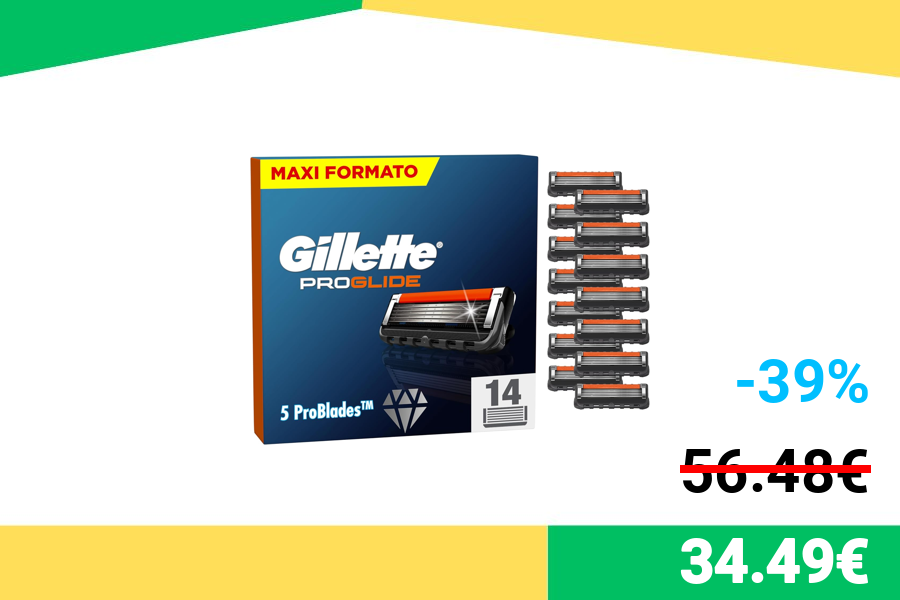 MAXI FORMATO
Gillette®
PROGLIDE
5 ProBlades™
14
-39%
56.48€
34.49€